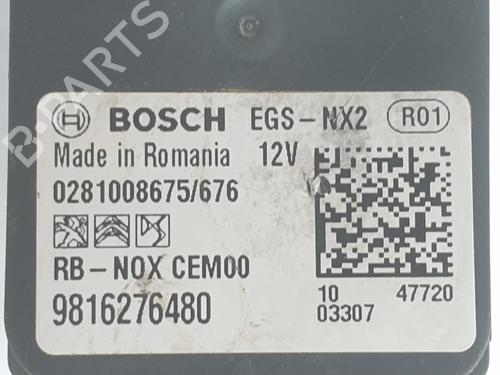 BOSCH EGS-NX2 R01
Made in Romania 12V
0281008675/676
RB-NOX CEM00
9816276480
10 47720
03307
B-PARTS